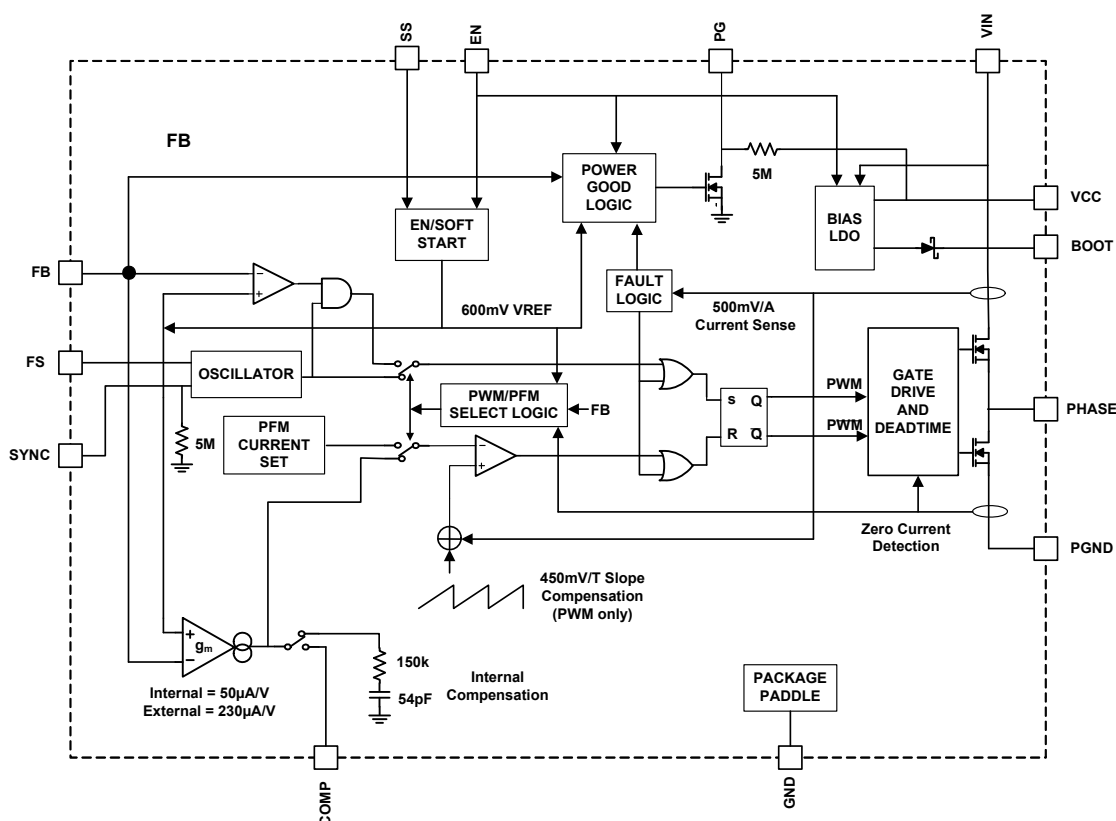 SS
EN
PG
VIN
FB
POWER
GOOD
LOGIC
5M
BIAS
LDO
VCC
BOOT
EN/SOFT
START
FB
− +
600mV VREF
FAULT
LOGIC
500mV/A
Current Sense
FS
OSCILLATOR
PWM/PFM
SELECT LOGIC
FB
S Q
R Q̅
PWM
P̅W̅M̅
GATE
DRIVE
AND
DEADTIME
PHASE
SYNC
5M
PFM
CURRENT
SET
− +
Zero Current
Detection
PGND
450mV/T Slope
Compensation
(PWM only)
+
gm
−
150k
54pF
Internal
Compensation
Internal = 50µA/V
External = 230µA/V
PACKAGE
PADDLE
COMP
GND